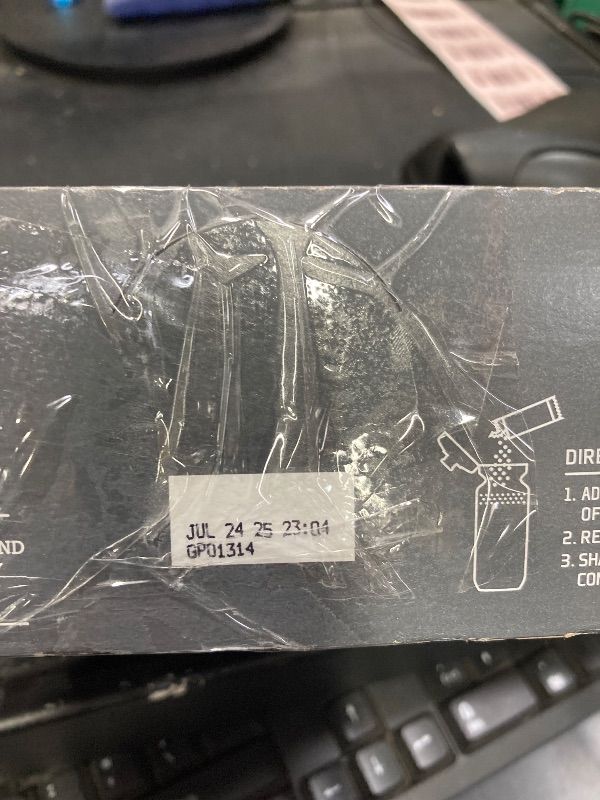 JUL 24 25 23:04
GP01314
ND
DIRE
1. AD
OF
2. RE
3. SHA
CON